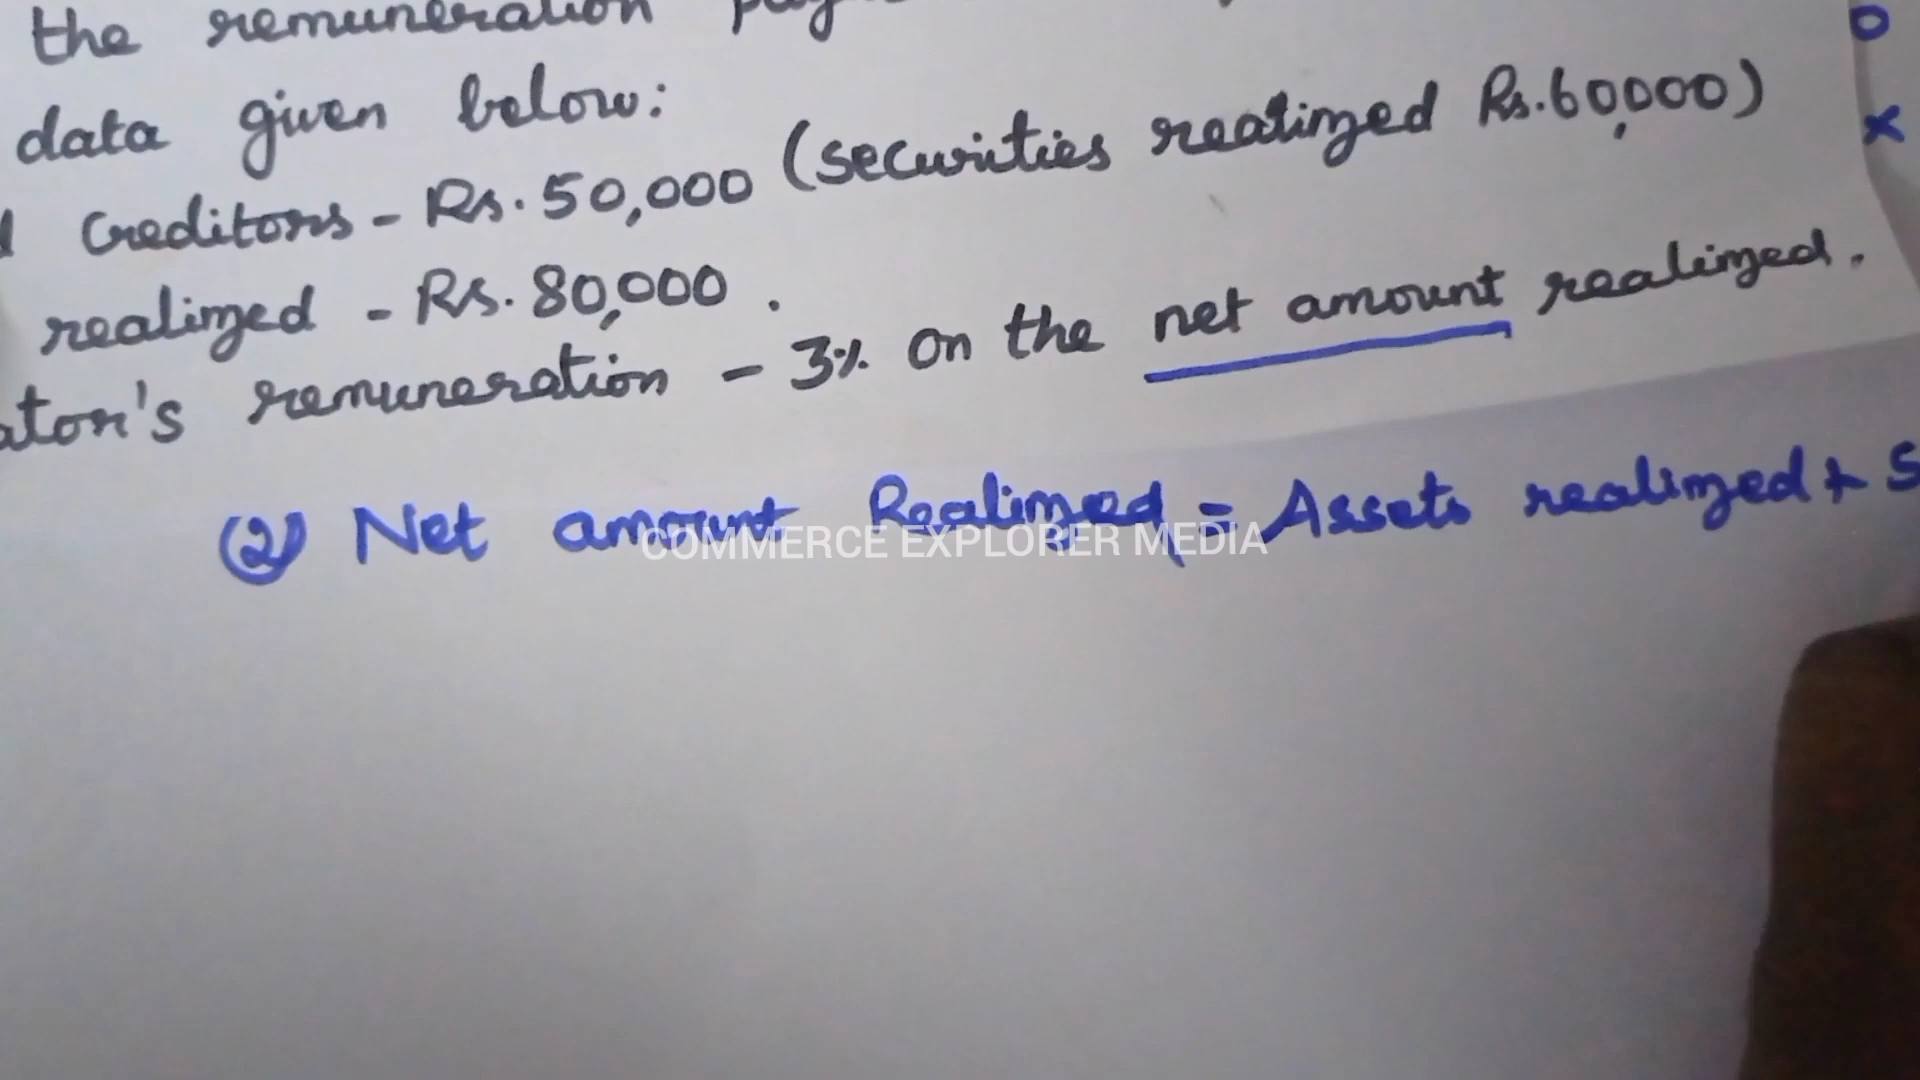 the remuneration
data given below:
Creditors - Rs. 50,000 (securities realized Rs. 60,000)
realized - Rs. 80,000.
ator's remuneration - 3% on the net amount realized.
(2) Net amount Realized = Assets realized + S
COMMERCE EXPLORER MEDIA